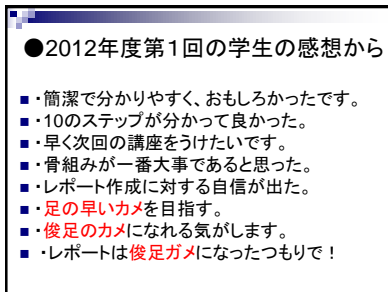 ●2012年度第1回の学生の感想から
・簡潔で分かりやすく、おもしろかったです。
・10のステップが分かって良かった。
・早く次回の講座をうけたいです。
・骨組みが一番大事であると思った。
・レポート作成に対する自信が出た。
・足の早いカメを目指す。
・俊足のカメになれる気がします。
・レポートは俊足ガメになったつもりで！